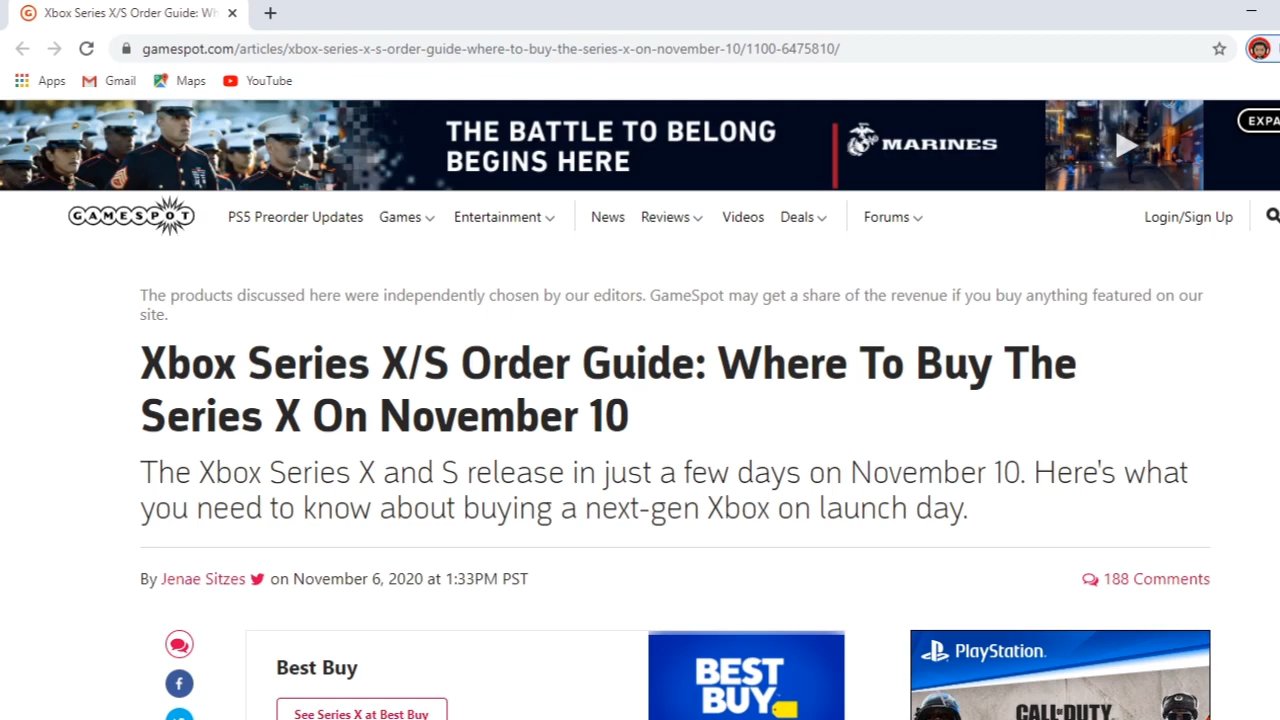 Xbox Series X/S Order Guide: Wh
gamespot.com/articles/xbox-series-x-s-order-guide-where-to-buy-the-series-x-on-november-10/1100-6475810/
Apps Gmail Maps YouTube
THE BATTLE TO BELONG
BEGINS HERE
MARINES
EXPA
GAMESPOT
PS5 Preorder Updates Games Entertainment News Reviews Videos Deals Forums Login/Sign Up
The products discussed here were independently chosen by our editors. GameSpot may get a share of the revenue if you buy anything featured on our
site.
Xbox Series X/S Order Guide: Where To Buy The
Series X On November 10
The Xbox Series X and S release in just a few days on November 10. Here's what
you need to know about buying a next-gen Xbox on launch day.
By Jenae Sitzes on November 6, 2020 at 1:33PM PST
188 Comments
Best Buy
See Series X at Best Buy
BEST
BUY
PlayStation.
CALL OF DUTY